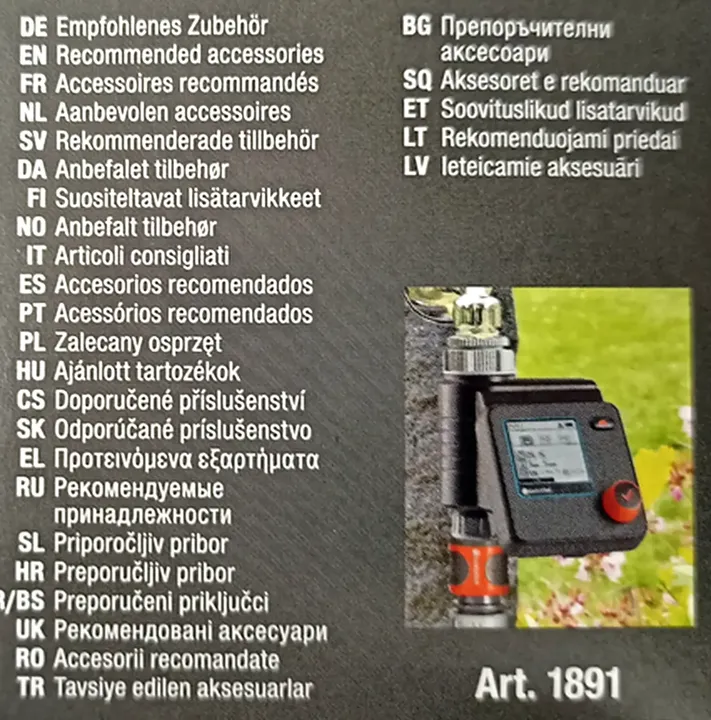 DE Empfohlenes Zubehör
EN Recommended accessories
FR Accessoires recommandés
NL Aanbevolen accessoires
SV Rekommenderade tillbehör
DA Anbefalet tilbehør
FI Suositeltavat lisätarvikkeet
NO Anbefalt tilbehør
IT Articoli consigliati
ES Accesorios recomendados
PT Acessórios recomendados
PL Zalecany osprzęt
HU Ajánlott tartozékok
CS Doporučené příslušenství
SK Odporúčané príslušenstvo
EL Προτεινόμενα εξαρτήματα
RU Рекомендуемые
принадлежности
SL Priporočljiv pribor
HR Preporučljiv pribor
/BS Preporučeni priključci
UK Рекомендовані аксесуари
RO Accesorii recomandate
TR Tavsiye edilen aksesuarlar
BG Препоръчителни
аксесоари
SQ Aksesoret e rekomanduar
ET Soovituslikud lisatarvikud
LT Rekomenduojami priedai
LV Ieteicamie aksesuāri
Art. 1891